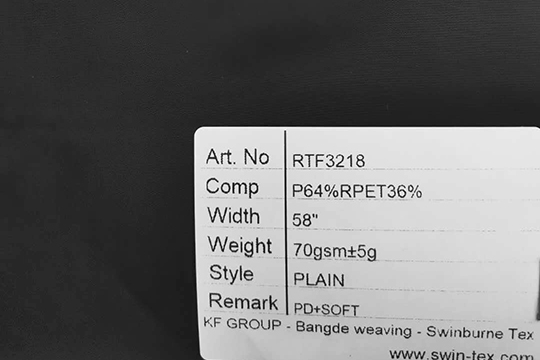 Art. No RTF3218
Comp P64%RPET36%
Width 58"
Weight 70gsm±5g
Style PLAIN
Remark PD+SOFT
KF GROUP - Bangde weaving - Swinburne Tex
www.swin-tex.com